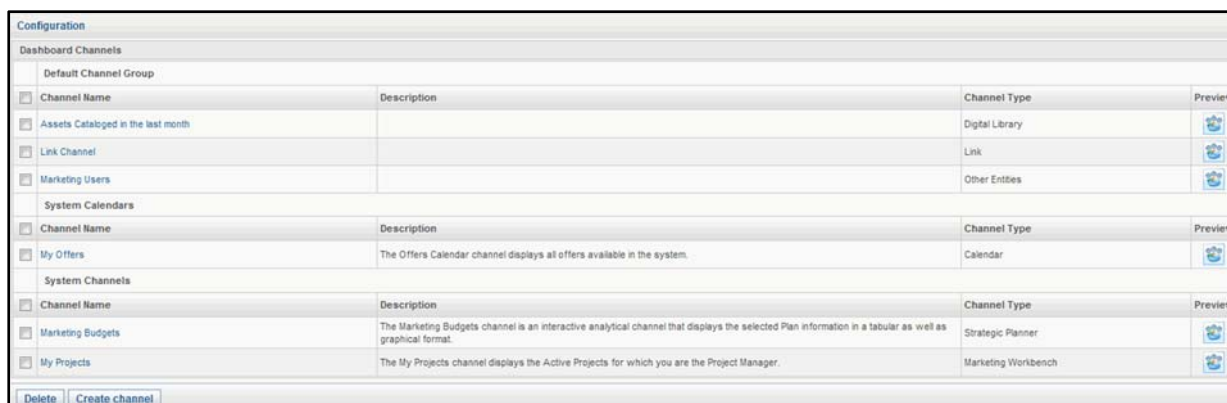 Configuration
Dashboard Channels
Default Channel Group
Channel Name Description Channel Type Preview
Assets Cataloged in the last month Digital Library
Link Channel Link
Marketing Users Other Entities
System Calendars
Channel Name Description Channel Type Preview
My Offers The Offers Calendar channel displays all offers available in the system. Calendar
System Channels
Channel Name Description Channel Type Preview
Marketing Budgets The Marketing Budgets channel is an interactive analytical channel that displays the selected Plan information in a tabular as well as Strategic Planner
graphical format.
My Projects The My Projects channel displays the Active Projects for which you are the Project Manager. Marketing Workbench
Delete Create channel